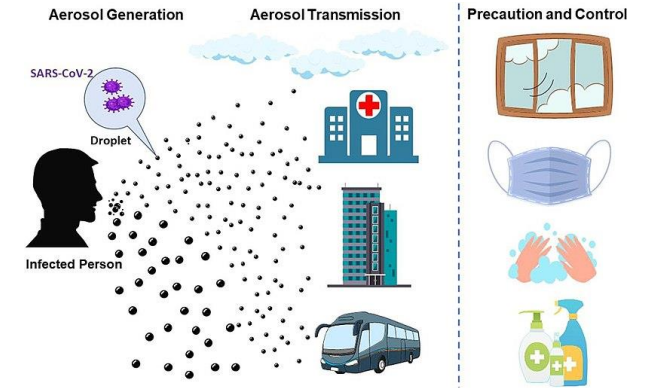 Aerosol Generation
Aerosol Transmission
Precaution and Control
SARS-CoV-2
Droplet
Infected Person